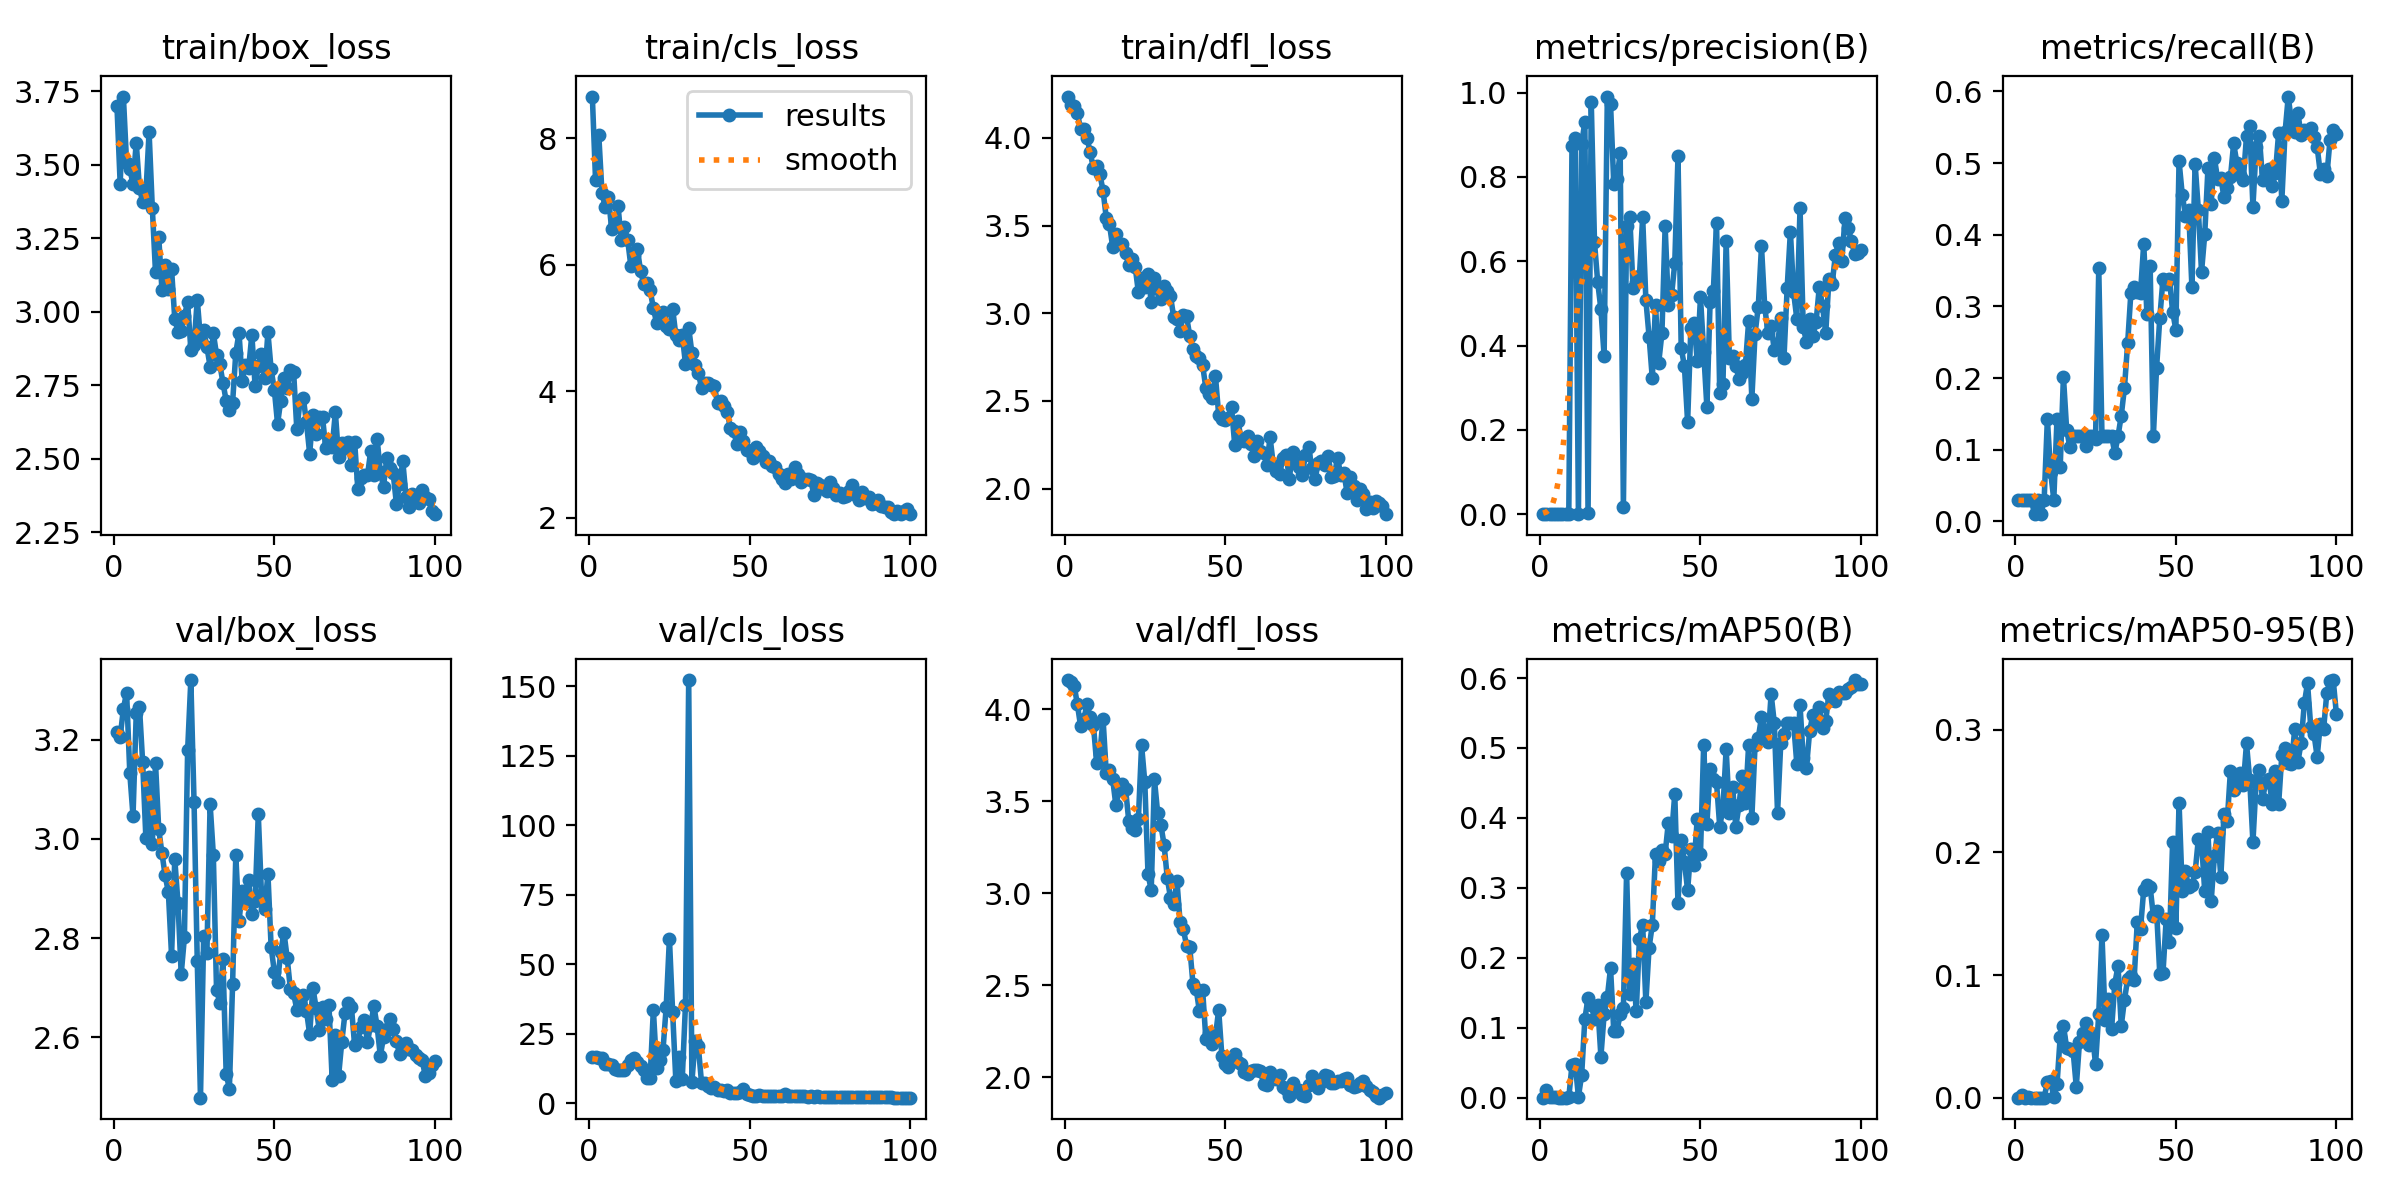 train/box_loss
3.75
3.50
3.25
3.00
2.75
2.50
2.25
0 50 100
train/cls_loss
results
smooth
8
6
4
2
0 50 100
train/dfl_loss
4.0
3.5
3.0
2.5
2.0
0 50 100
metrics/precision(B)
1.0
0.8
0.6
0.4
0.2
0.0
0 50 100
metrics/recall(B)
0.6
0.5
0.4
0.3
0.2
0.1
0.0
0 50 100
val/box_loss
3.2
3.0
2.8
2.6
0 50 100
val/cls_loss
150
125
100
75
50
25
0
0 50 100
val/dfl_loss
4.0
3.5
3.0
2.5
2.0
0 50 100
metrics/mAP50(B)
0.6
0.5
0.4
0.3
0.2
0.1
0.0
0 50 100
metrics/mAP50-95(B)
0.3
0.2
0.1
0.0
0 50 100